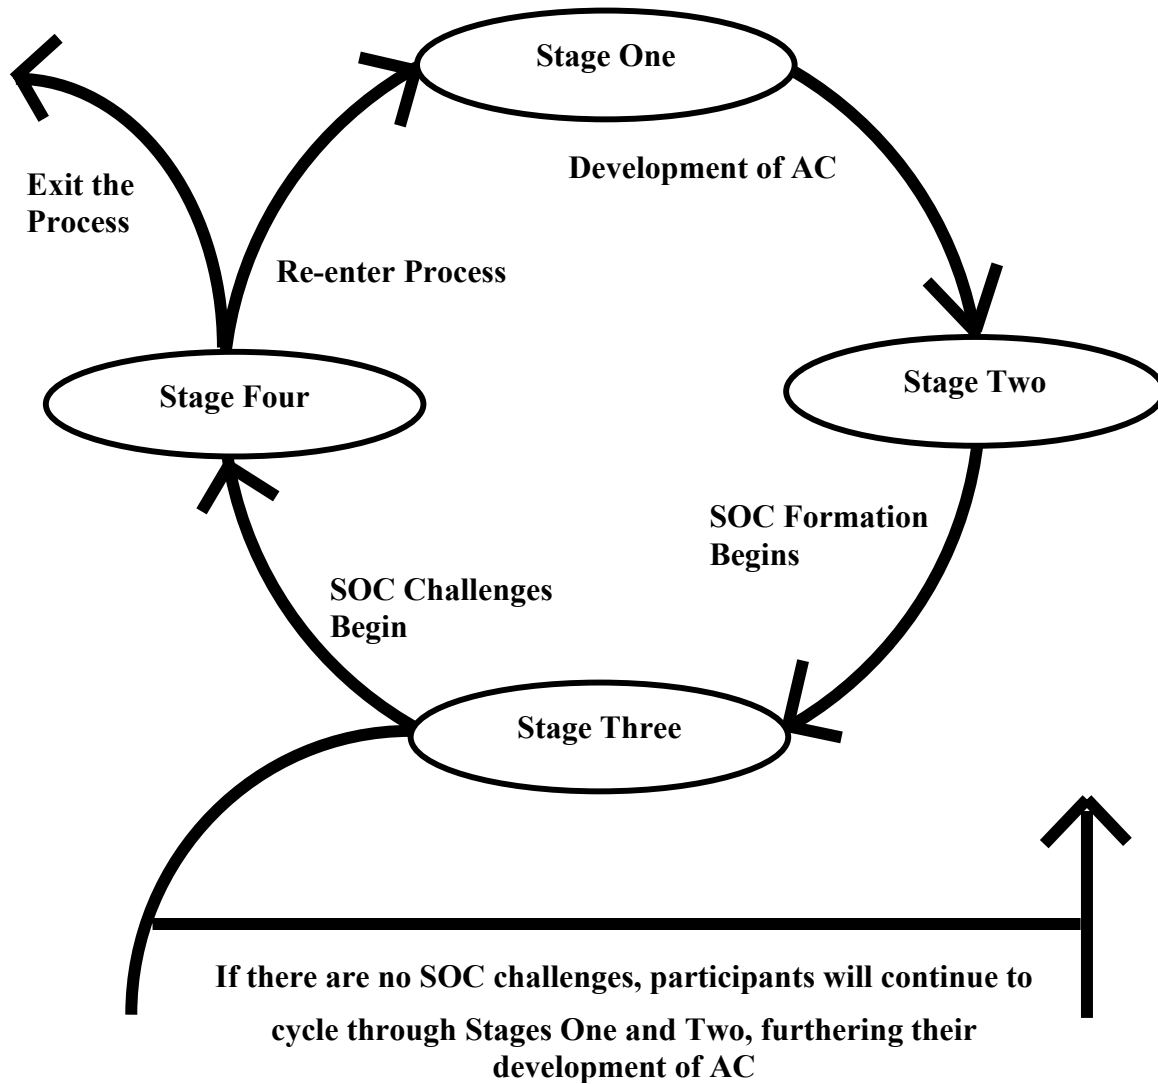 Stage One
Development of AC
Exit the
Process
Re-enter Process
Stage Two
Stage Four
SOC Formation
Begins
SOC Challenges
Begin
Stage Three
If there are no SOC challenges, participants will continue to
cycle through Stages One and Two, furthering their
development of AC